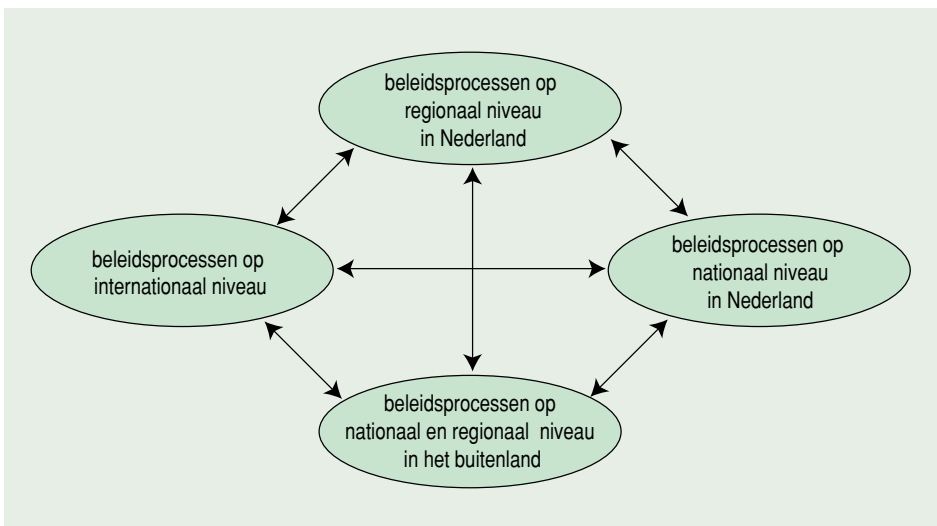 beleidsprocessen op
regionaal niveau
in Nederland
beleidsprocessen op
internationaal niveau
beleidsprocessen op
nationaal niveau
in Nederland
beleidsprocessen op
nationaal en regionaal niveau
in het buitenland